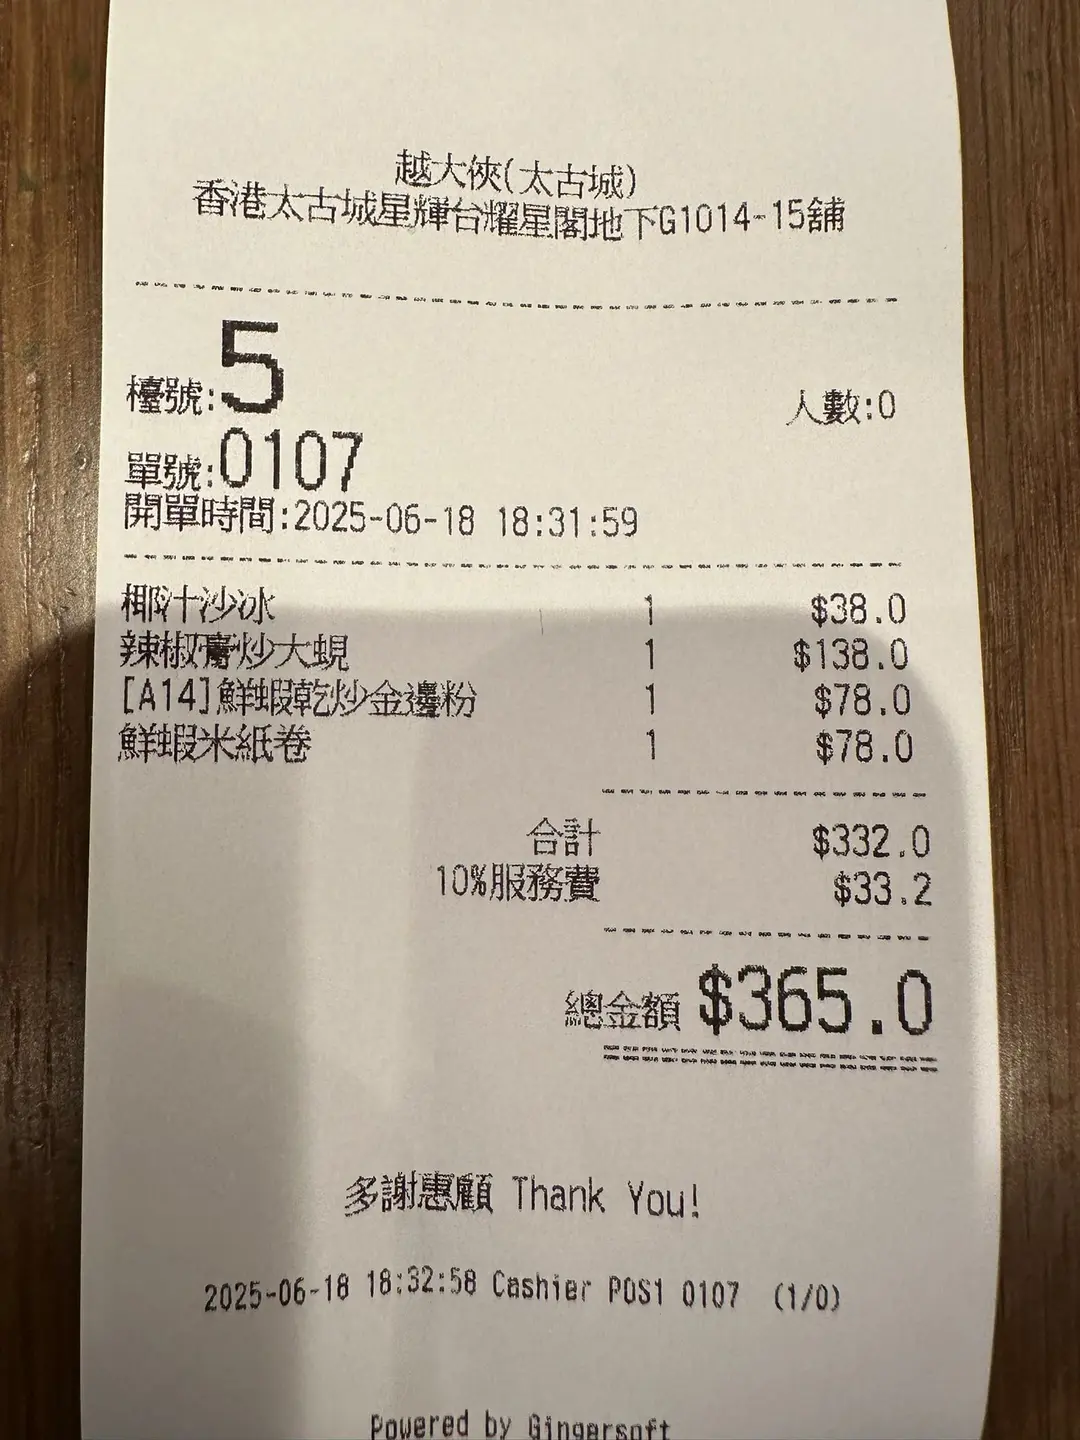 越大俠(太古城)
香港太古城星輝台耀星閣地下G1014-15舖
檯號:5 人數:0
單號:0107
開單時間:2025-06-18 18:31:59
椰汁沙冰 1 $38.0
辣椒膏炒大蜆 1 $138.0
[A14]鮮蝦乾炒金邊粉 1 $78.0
鮮蝦米紙卷 1 $78.0
合計 $332.0
10%服務費 $33.2
總金額 $365.0
多謝惠顧 Thank You!
2025-06-18 18:32:58 Cashier POS1 0107 (1/0)
Powered by Gingersoft